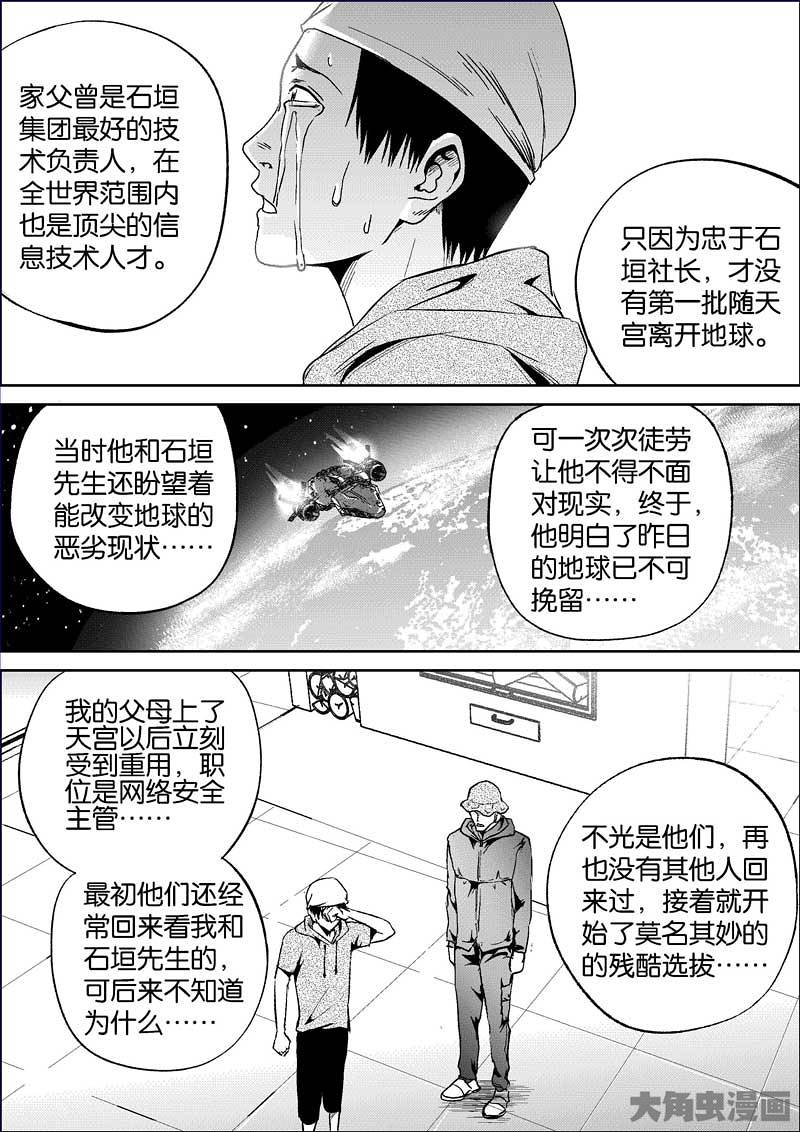 家父曾是石垣
集团最好的技
术负责人，在
全世界范围内
也是顶尖的信
息技术人才。
只因为忠于石
垣社长，才没
有第一批随天
宫离开地球。
当时他和石垣
先生还盼望着
能改变地球的
恶劣现状……
可一次次徒劳
让他不得不面
对现实，终于，
他明白了昨日
的地球已不可
挽留……
我的父母上了
天宫以后立刻
受到重用，职
位是网络安全
主管……
最初他们还经
常回来看我和
石垣先生的，
可后来不知道
为什么……
不光是他们，再
也没有其他人回
来过，接着就开
始了莫名其妙的
的残酷选拔……
大角虫漫画